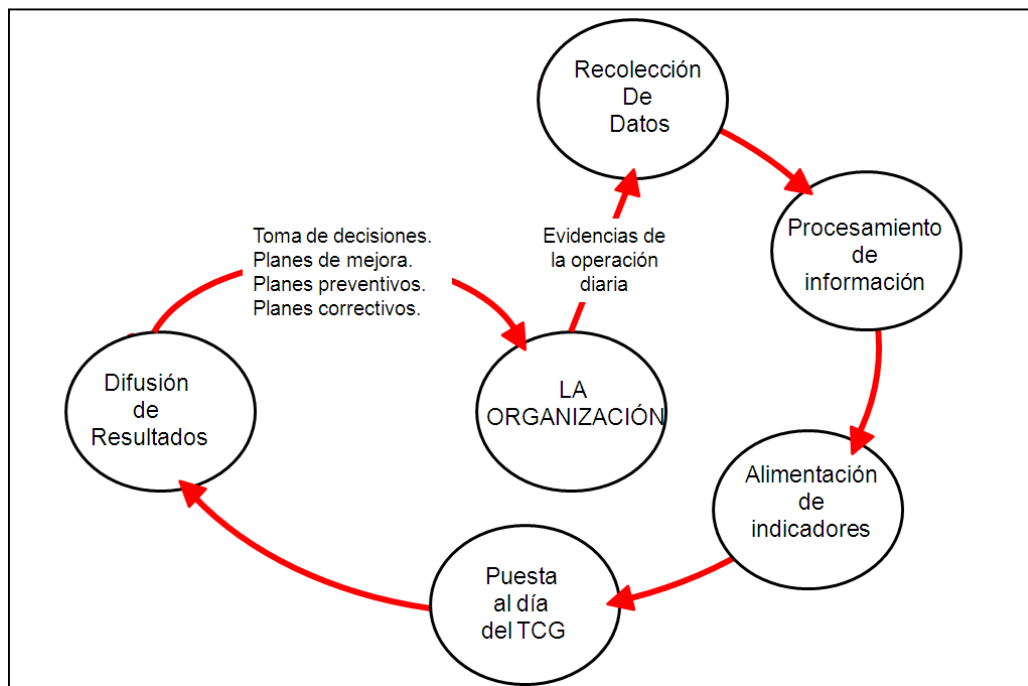 Recolección
De
Datos
Procesamiento
de
información
Alimentación
de
indicadores
Puesta
al día
del TCG
Difusión
de
Resultados
Toma de decisiones.
Planes de mejora.
Planes preventivos.
Planes correctivos.
LA
ORGANIZACIÓN
Evidencias de
la operación
diaria